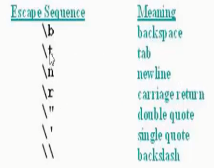 Escape Sequence Meaning
\b backspace
\t tab
\n newline
\r carriage return
\" double quote
\' single quote
\\ backslash